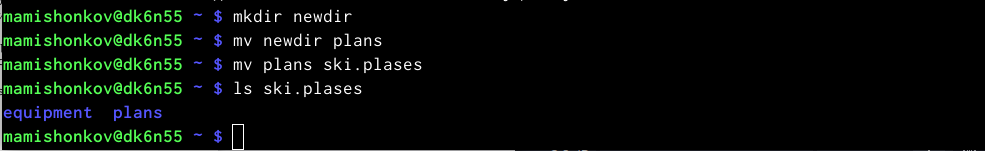 mamishonkov@dk6n55 ~ $ mkdir newdir
mamishonkov@dk6n55 ~ $ mv newdir plans
mamishonkov@dk6n55 ~ $ mv plans ski.plases
mamishonkov@dk6n55 ~ $ ls ski.plases
equipment  plans
mamishonkov@dk6n55 ~ $